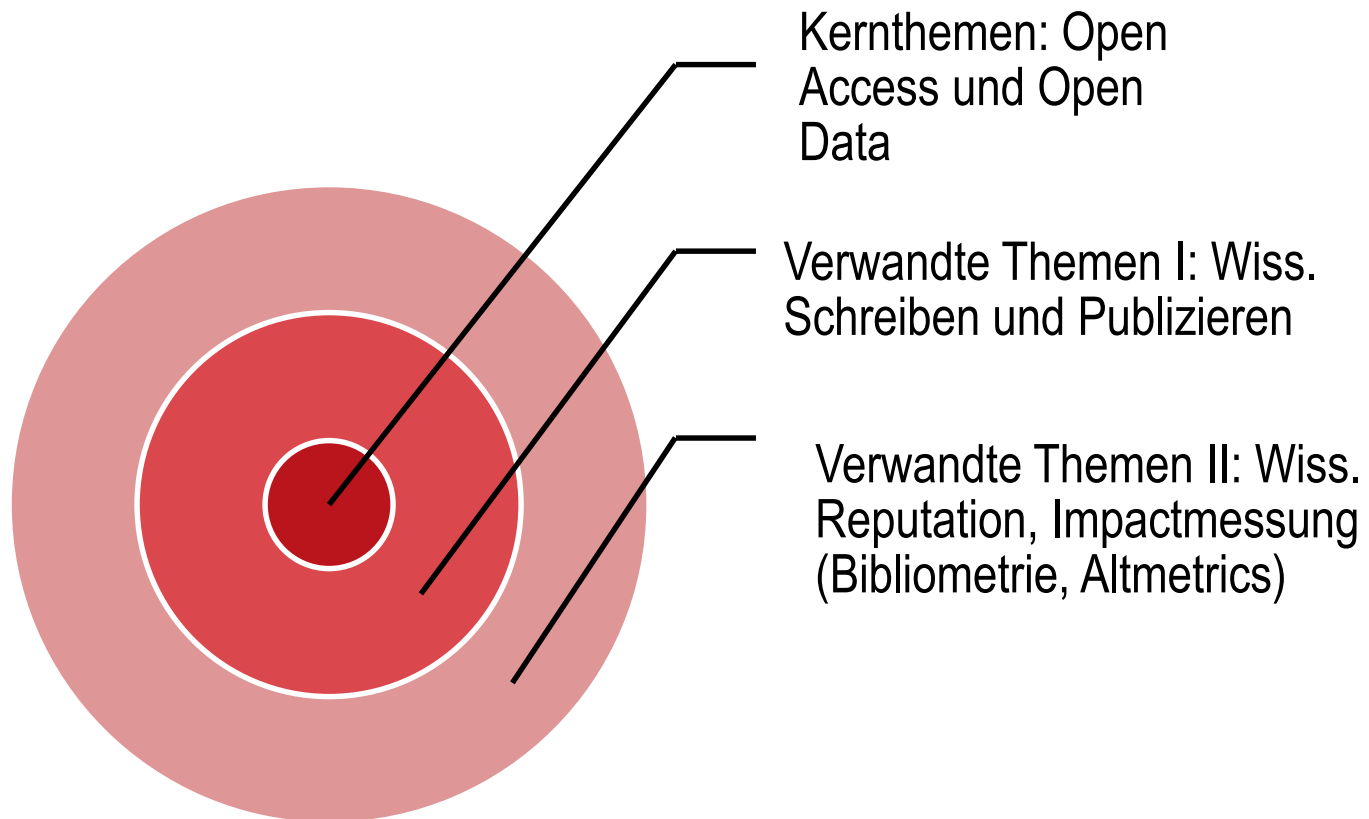 Kernthemen: Open
Access und Open
Data
Verwandte Themen I: Wiss.
Schreiben und Publizieren
Verwandte Themen II: Wiss.
Reputation, Impactmessung
(Bibliometrie, Altmetrics)